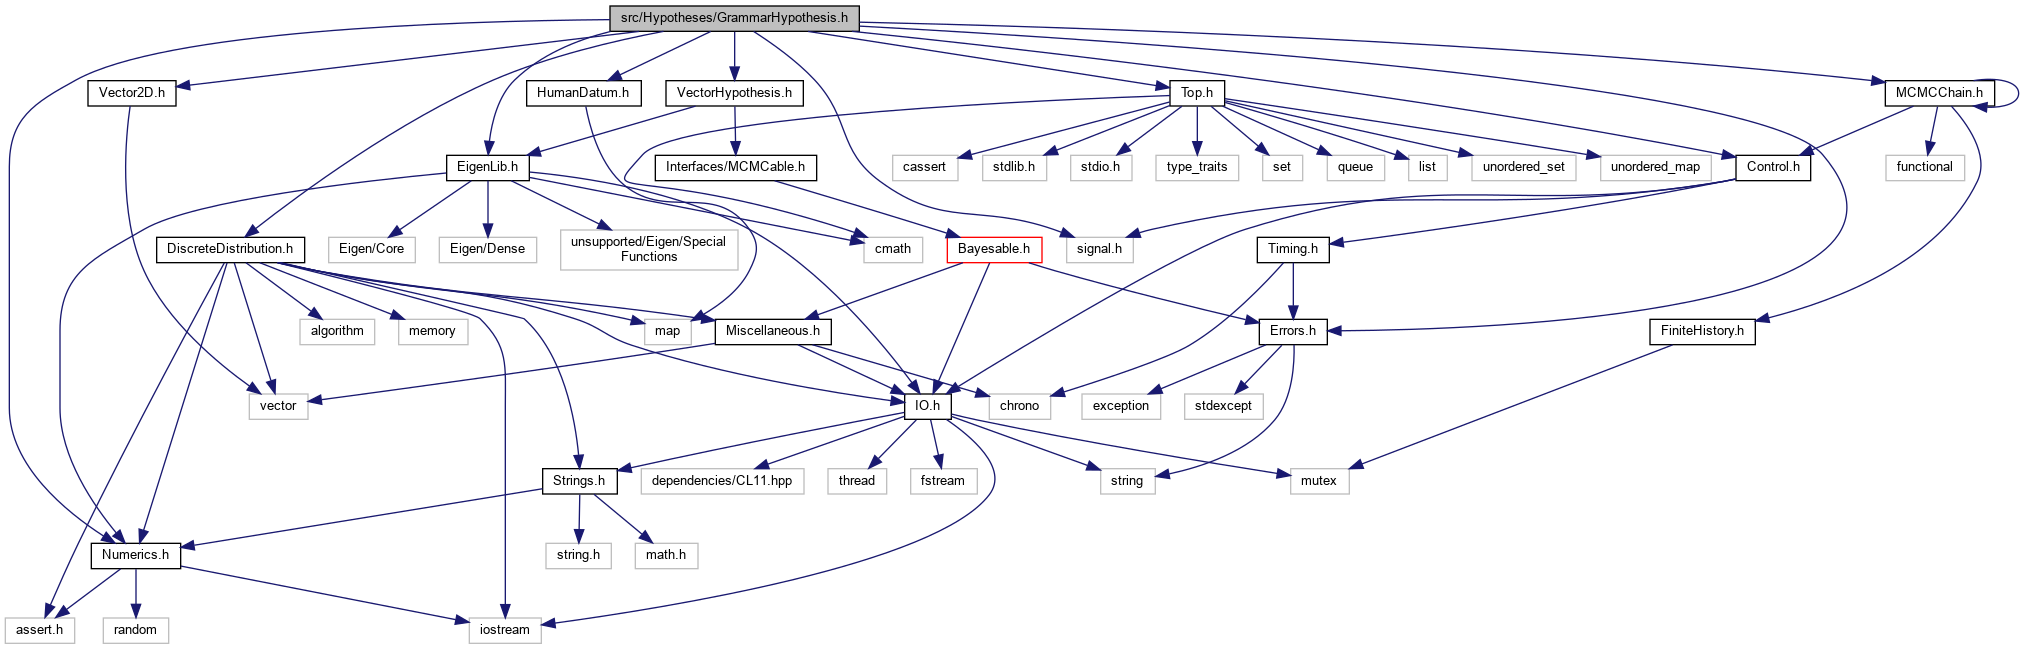 src/Hypotheses/GrammarHypothesis.h
Vector2D.h
HumanDatum.h
VectorHypothesis.h
Top.h
MCMCChain.h
EigenLib.h
Interfaces/MCMCable.h
cassert
stdlib.h
stdio.h
type_traits
set
queue
list
unordered_set
unordered_map
Control.h
functional
DiscreteDistribution.h
Eigen/Core
Eigen/Dense
unsupported/Eigen/Special
Functions
cmath
Bayesable.h
signal.h
Timing.h
algorithm
memory
map
Miscellaneous.h
Errors.h
FiniteHistory.h
vector
IO.h
chrono
exception
stdexcept
Strings.h
dependencies/CL11.hpp
thread
fstream
string
mutex
Numerics.h
string.h
math.h
assert.h
random
iostream